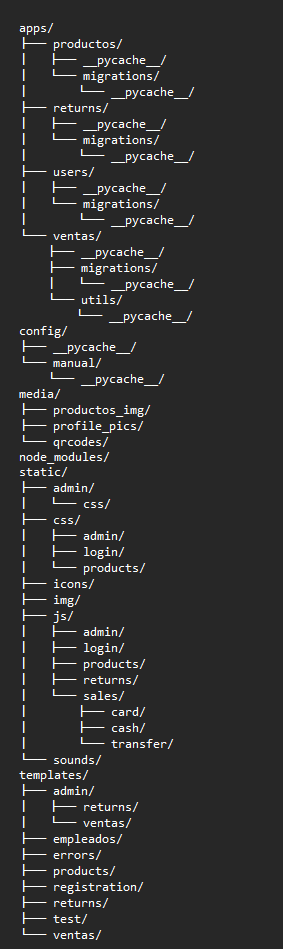 apps/
├── productos/
│   ├── __pycache__/
│   └── migrations/
│       └── __pycache__/
├── returns/
│   ├── __pycache__/
│   └── migrations/
│       └── __pycache__/
├── users/
│   ├── __pycache__/
│   └── migrations/
│       └── __pycache__/
└── ventas/
    ├── __pycache__/
    ├── migrations/
    │   └── __pycache__/
    └── utils/
        └── __pycache__/
config/
├── __pycache__/
└── manual/
    └── __pycache__/
media/
├── productos_img/
├── profile_pics/
└── qrcodes/
node_modules/
static/
├── admin/
│   └── css/
├── css/
│   ├── admin/
│   ├── login/
│   └── products/
├── icons/
├── img/
├── js/
│   ├── admin/
│   ├── login/
│   ├── products/
│   ├── returns/
│   └── sales/
│       ├── card/
│       ├── cash/
│       └── transfer/
└── sounds/
templates/
├── admin/
│   ├── returns/
│   └── ventas/
├── empleados/
├── errors/
├── products/
├── registration/
├── returns/
├── test/
└── ventas/